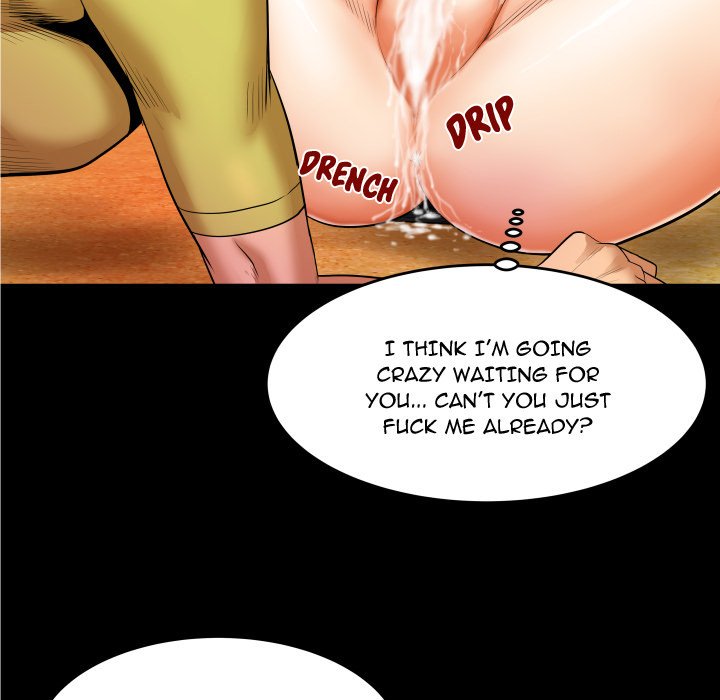 DRIP
DRENCH
I THINK I'M GOING
CRAZY WAITING FOR
YOU... CAN'T YOU JUST
FUCK ME ALREADY?